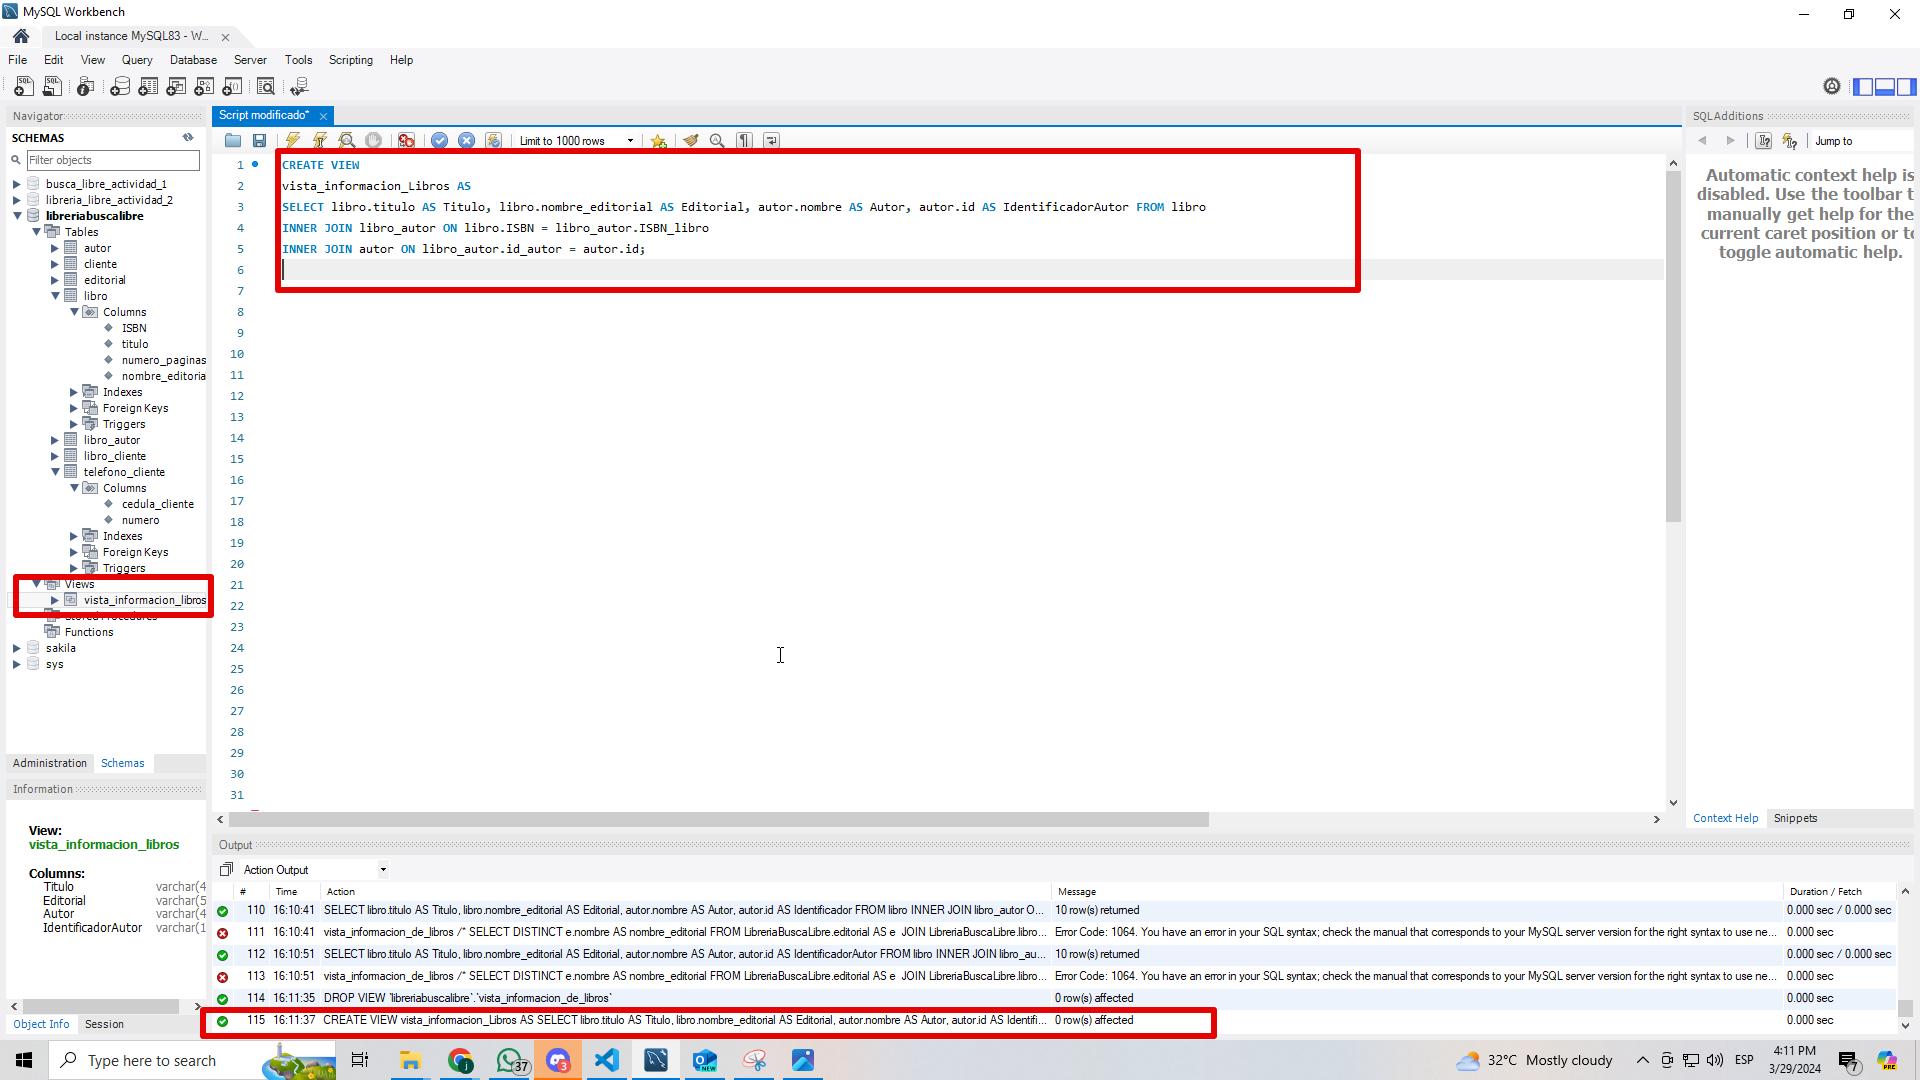 MySQL Workbench
Local instance MySQL83 - W...
File Edit View Query Database Server Tools Scripting Help
Navigator
SCHEMAS
Filter objects
busca_libre_actividad_1
libreria_libre_actividad_2
libreriabuscalibre
Tables
autor
cliente
editorial
libro
Columns
ISBN
titulo
numero_paginas
nombre_editoria
Indexes
Foreign Keys
Triggers
libro_autor
libro_cliente
telefono_cliente
Columns
cedula_cliente
numero
Indexes
Foreign Keys
Triggers
Views
vista_informacion_libros
Stored Procedures
Functions
sakila
sys
Administration Schemas
Information
View:
vista_informacion_libros
Columns:
Titulo varchar(4
Editorial varchar(5
Autor varchar(4
IdentificadorAutor varchar(1
Object Info Session
Script modificado*
Limit to 1000 rows
1 CREATE VIEW
2 vista_informacion_Libros AS
3 SELECT libro.titulo AS Titulo, libro.nombre_editorial AS Editorial, autor.nombre AS Autor, autor.id AS IdentificadorAutor FROM libro
4 INNER JOIN libro_autor ON libro.ISBN = libro_autor.ISBN_libro
5 INNER JOIN autor ON libro_autor.id_autor = autor.id;
6
7
8
9
10
11
12
13
14
15
16
17
18
19
20
21
22
23
24
25
26
27
28
29
30
31
SQLAdditions
Jump to
Automatic context help is
disabled. Use the toolbar t
manually get help for the
current caret position or to
toggle automatic help.
Context Help Snippets
Output
Action Output
# Time Action Message Duration / Fetch
110 16:10:41 SELECT libro.titulo AS Titulo, libro.nombre_editorial AS Editorial, autor.nombre AS Autor, autor.id AS Identificador FROM libro INNER JOIN libro_autor O... 10 row(s) returned 0.000 sec / 0.000 sec
111 16:10:41 vista_informacion_de_libros /* SELECT DISTINCT e.nombre AS nombre_editorial FROM LibreriaBuscaLibre.editorial AS e JOIN LibreriaBuscaLibre.libro... Error Code: 1064. You have an error in your SQL syntax; check the manual that corresponds to your MySQL server version for the right syntax to use ne... 0.000 sec
112 16:10:51 SELECT libro.titulo AS Titulo, libro.nombre_editorial AS Editorial, autor.nombre AS Autor, autor.id AS IdentificadorAutor FROM libro INNER JOIN libro_au... 10 row(s) returned 0.000 sec / 0.000 sec
113 16:10:51 vista_informacion_de_libros /* SELECT DISTINCT e.nombre AS nombre_editorial FROM LibreriaBuscaLibre.editorial AS e JOIN LibreriaBuscaLibre.libro... Error Code: 1064. You have an error in your SQL syntax; check the manual that corresponds to your MySQL server version for the right syntax to use ne... 0.000 sec
114 16:11:35 DROP VIEW `libreriabuscalibre`.`vista_informacion_de_libros` 0 row(s) affected 0.000 sec
115 16:11:37 CREATE VIEW vista_informacion_Libros AS SELECT libro.titulo AS Titulo, libro.nombre_editorial AS Editorial, autor.nombre AS Autor, autor.id AS Identifi... 0 row(s) affected 0.000 sec
Type here to search
37
3
NEW
32°C Mostly cloudy
ESP
4:11 PM
3/29/2024
7
PRE